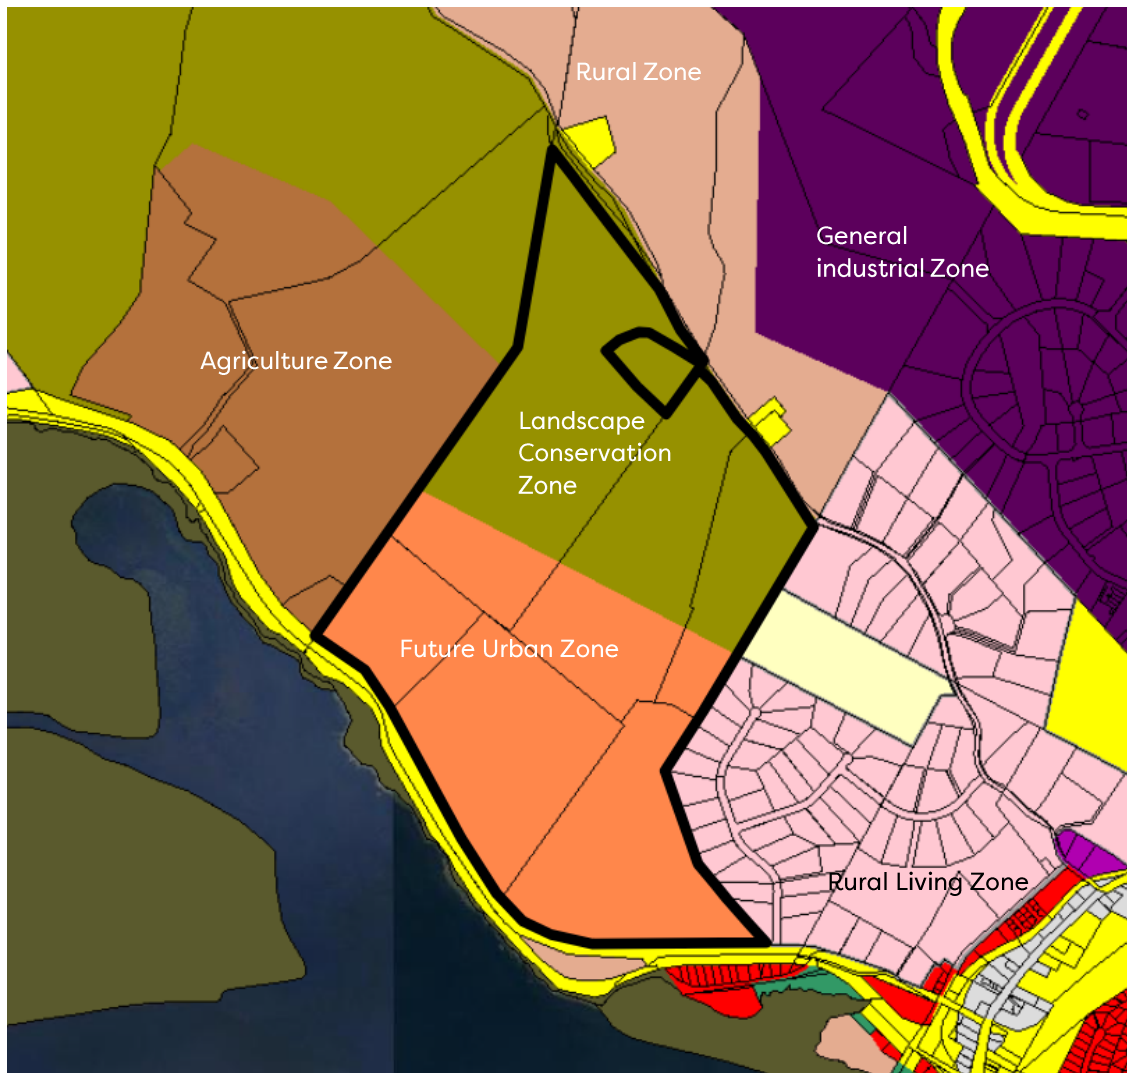 Rural Zone
General
industrial Zone
Agriculture Zone
Landscape
Conservation
Zone
Future Urban Zone
Rural Living Zone